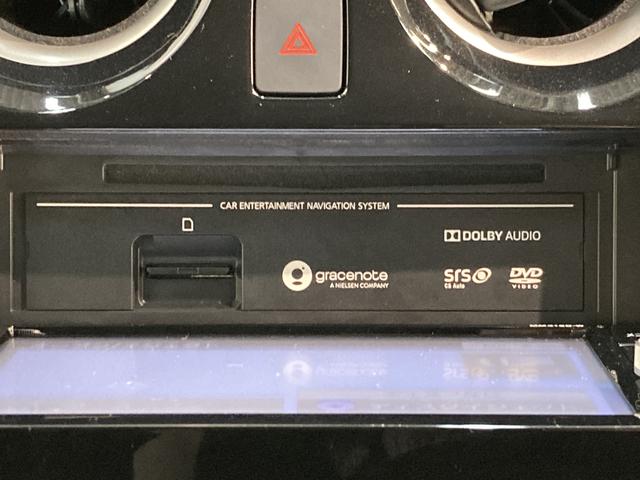 CAR ENTERTAINMENT NAVIGATION SYSTEM
DOLBY AUDIO
gracenote
A NIELSEN COMPANY
SrS
CS Auto
DVD
VIDEO